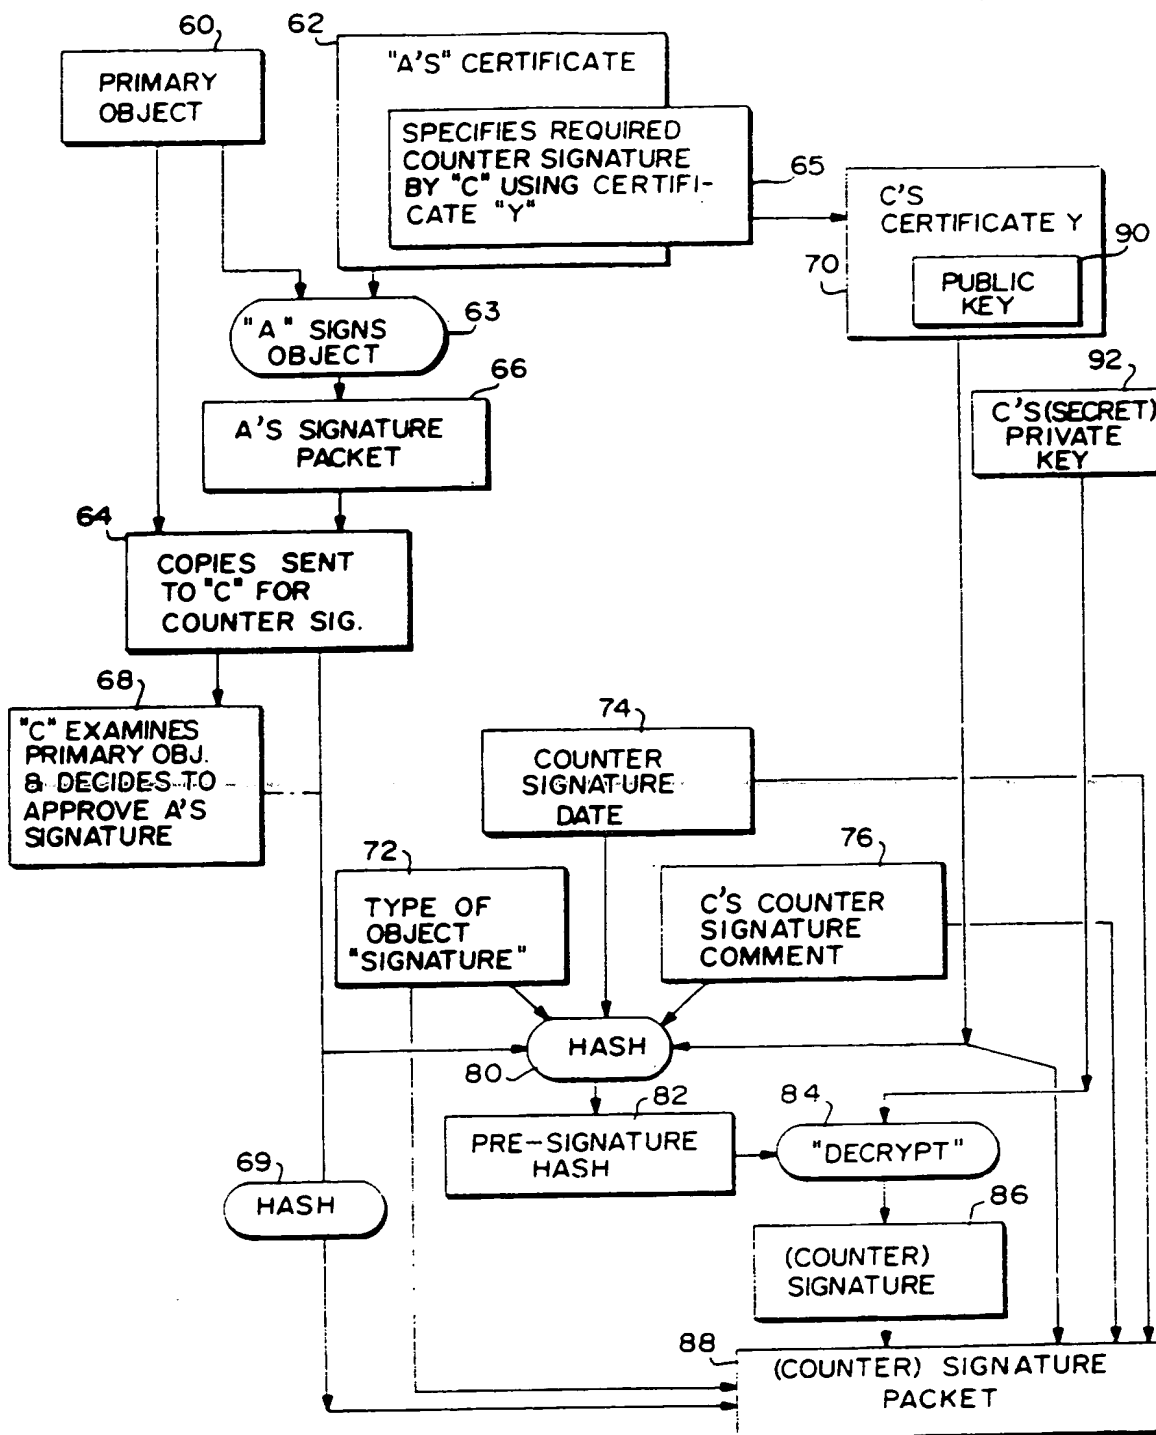 60
PRIMARY
OBJECT
62
"A'S" CERTIFICATE
SPECIFIES REQUIRED
COUNTER SIGNATURE
BY "C" USING CERTIFI-
CATE "Y"
65
C'S
CERTIFICATE Y
70
90
PUBLIC
KEY
"A" SIGNS
OBJECT
63
66
A'S SIGNATURE
PACKET
92
C'S (SECRET)
PRIVATE
KEY
64
COPIES SENT
TO "C" FOR
COUNTER SIG.
68
"C" EXAMINES
PRIMARY OBJ.
& DECIDES TO
APPROVE A'S
SIGNATURE
74
COUNTER
SIGNATURE
DATE
72
TYPE OF
OBJECT
"SIGNATURE"
76
C'S COUNTER
SIGNATURE
COMMENT
HASH
80
82
PRE-SIGNATURE
HASH
84
"DECRYPT"
69
HASH
86
(COUNTER)
SIGNATURE
88
(COUNTER) SIGNATURE
PACKET